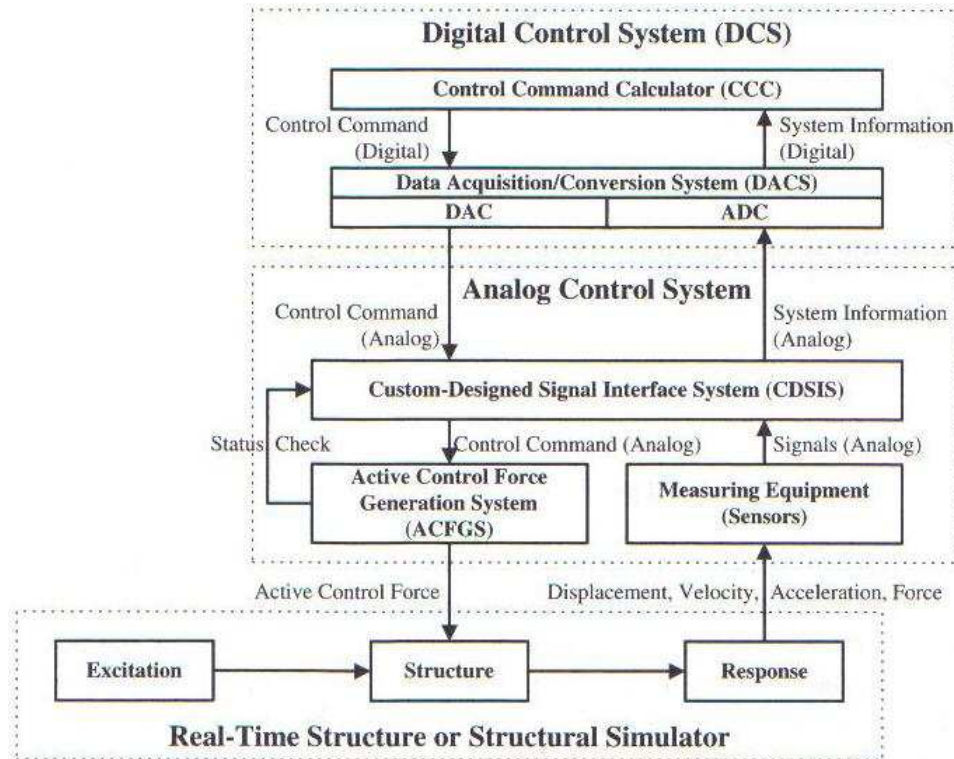 Digital Control System (DCS)
Control Command Calculator (CCC)
Control Command
(Digital)
System Information
(Digital)
Data Acquisition/Conversion System (DACS)
DAC
ADC
Analog Control System
Control Command
(Analog)
System Information
(Analog)
Custom-Designed Signal Interface System (CDSIS)
Status Check
Control Command (Analog)
Signals (Analog)
Active Control Force
Generation System
(ACFGS)
Measuring Equipment
(Sensors)
Active Control Force
Displacement, Velocity, Acceleration, Force
Excitation
Structure
Response
Real-Time Structure or Structural Simulator